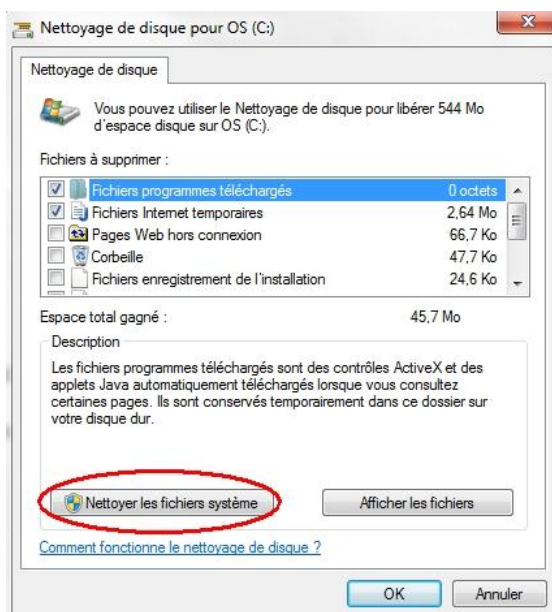 Nettoyage de disque pour OS (C:)
Nettoyage de disque
Vous pouvez utiliser le Nettoyage de disque pour libérer 544 Mo
d'espace disque sur OS (C:).
Fichiers à supprimer :
Fichiers programmes téléchargés 0 octets
Fichiers Internet temporaires 2,64 Mo
Pages Web hors connexion 66,7 Ko
Corbeille 47,7 Ko
Fichiers enregistrement de l'installation 24,6 Ko
Espace total gagné : 45,7 Mo
Description
Les fichiers programmes téléchargés sont des contrôles ActiveX et des
applets Java automatiquement téléchargés lorsque vous consultez
certaines pages. Ils sont conservés temporairement dans ce dossier sur
votre disque dur.
Nettoyer les fichiers système Afficher les fichiers
Comment fonctionne le nettoyage de disque ?
OK Annuler